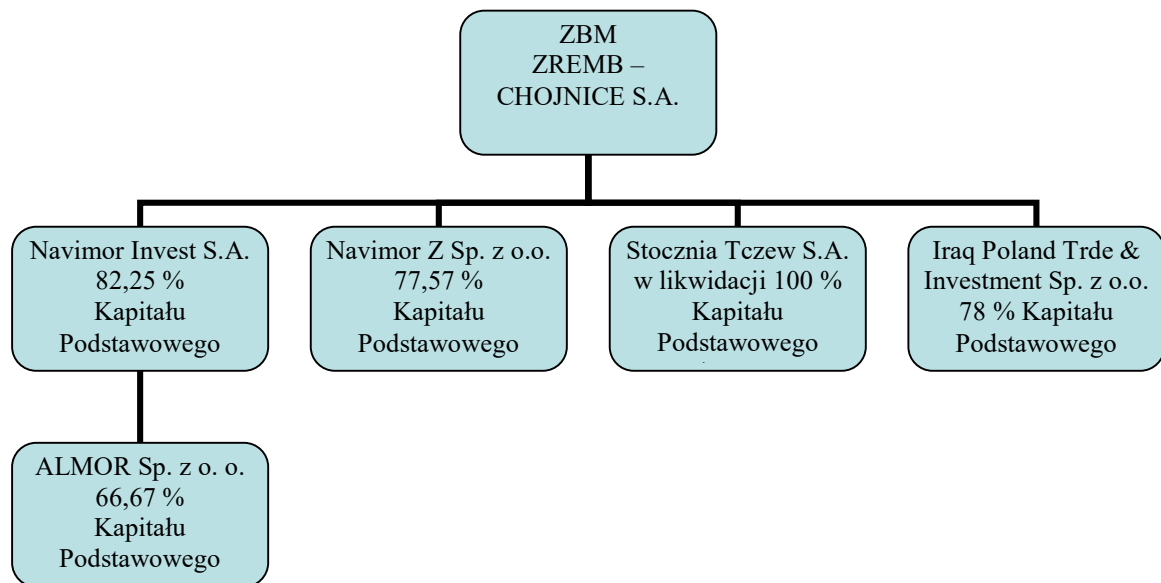 ZBM
ZREMB –
CHOJNICE S.A.
Navimor Invest S.A.
82,25 %
Kapitału
Podstawowego
Navimor Z Sp. z o.o.
77,57 %
Kapitału
Podstawowego
Stocznia Tczew S.A.
w likwidacji 100 %
Kapitału
Podstawowego
Iraq Poland Trde &
Investment Sp. z o.o.
78 % Kapitału
Podstawowego
ALMOR Sp. z o. o.
66,67 %
Kapitału
Podstawowego